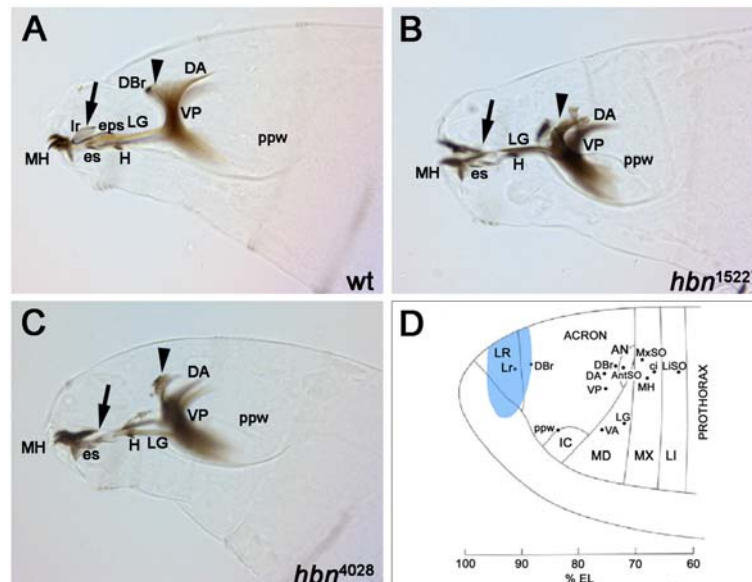 A
DBr DA
lr eps LG VP
MH es H ppw
wt
B
LG DA
VP
MH es H ppw
hbn15227
C
DA
VP
MH es H LG ppw
hbn4028
D
ACRON
LR AN MxSO
Lr DBr DBr ci LiSO
DA AntSO MH
VP
LG
ppw VA
IC
MD MX LI
PROTHORAX
100 90 80 70 60
% EL